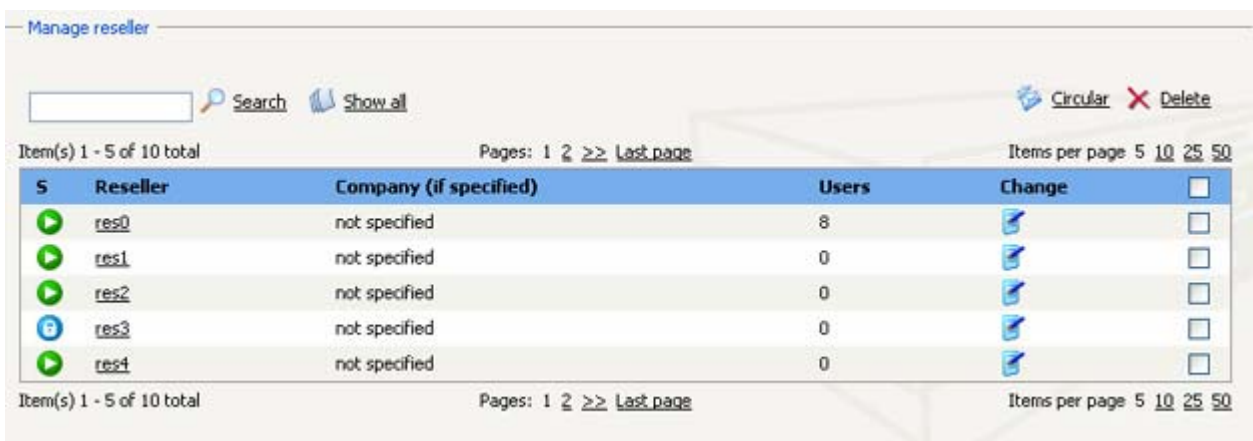 Manage reseller
Search Show all Circular Delete
Item(s) 1 - 5 of 10 total Pages: 1 2 >> Last page Items per page 5 10 25 50
S Reseller Company (if specified) Users Change
res0 not specified 8
res1 not specified 0
res2 not specified 0
res3 not specified 0
res4 not specified 0
Item(s) 1 - 5 of 10 total Pages: 1 2 >> Last page Items per page 5 10 25 50